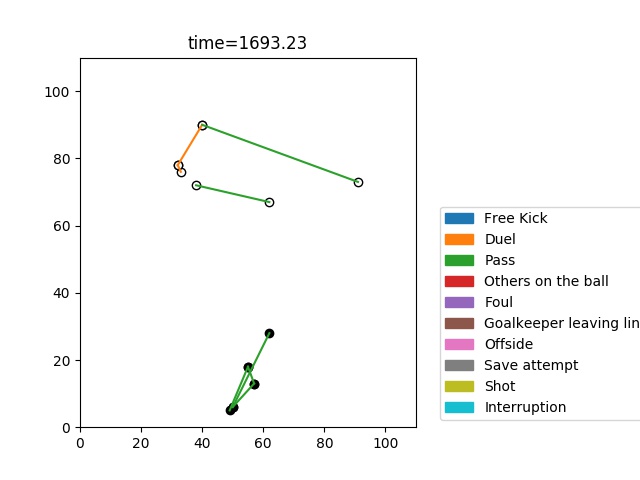 time=1693.23
100
80
60
40
20
0
0 20 40 60 80 100
Free Kick
Duel
Pass
Others on the ball
Foul
Goalkeeper leaving lin
Offside
Save attempt
Shot
Interruption